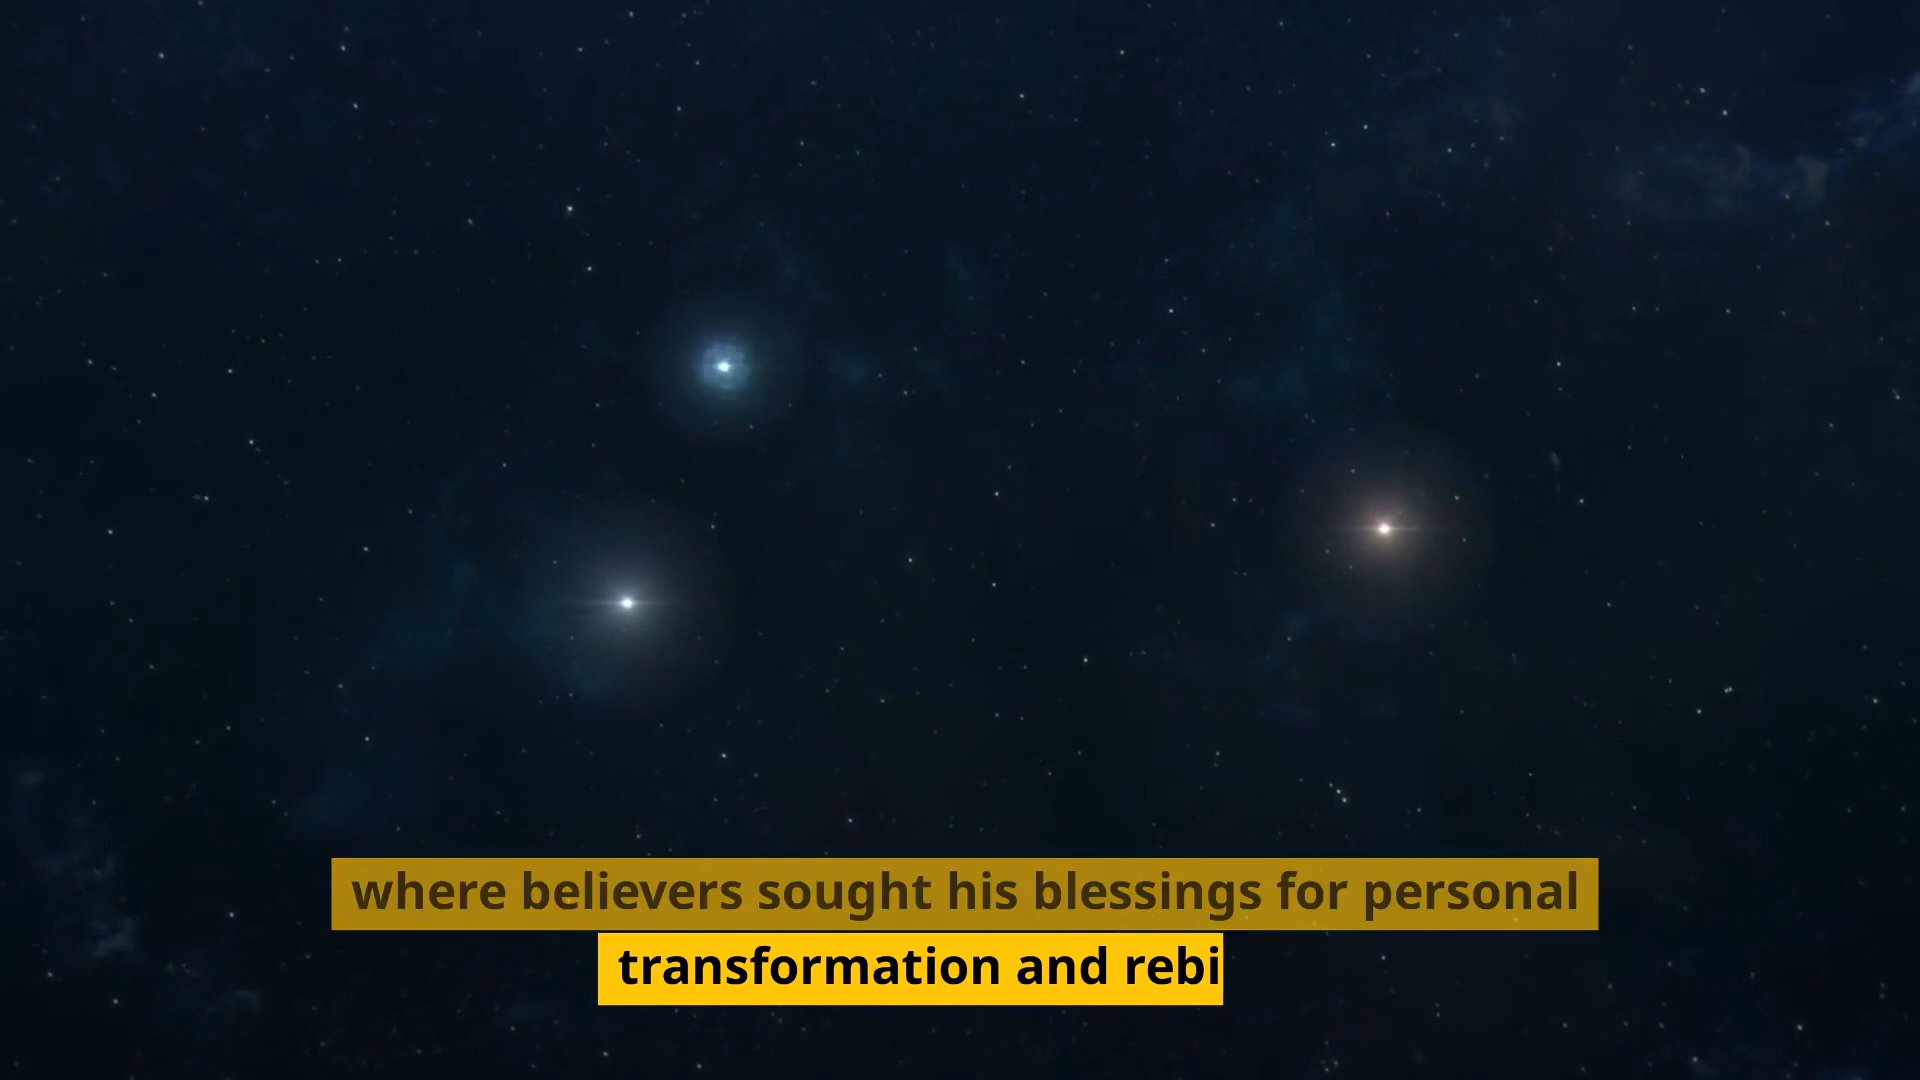 where believers sought his blessings for personal
transformation and rebi